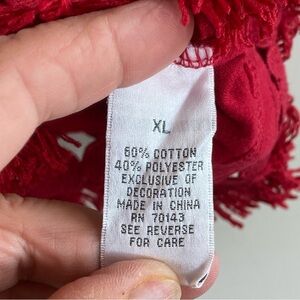 XL
60% COTTON
40% POLYESTER
EXCLUSIVE OF
DECORATION
MADE IN CHINA
RN 70143
SEE REVERSE
FOR CARE